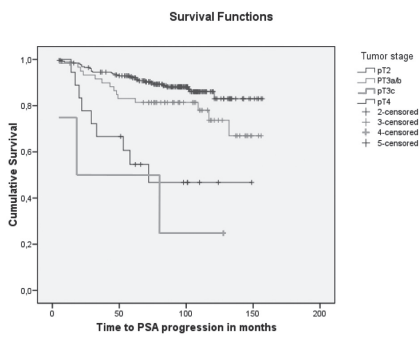 Survival Functions
Tumor stage
pT2
PT3a/b
pT3c
pT4
2-censored
3-censored
4-censored
5-censored
Cumulative Survival
1,0
0,8
0,6
0,4
0,2
0,0
0 50 100 150 200
Time to PSA progression in months